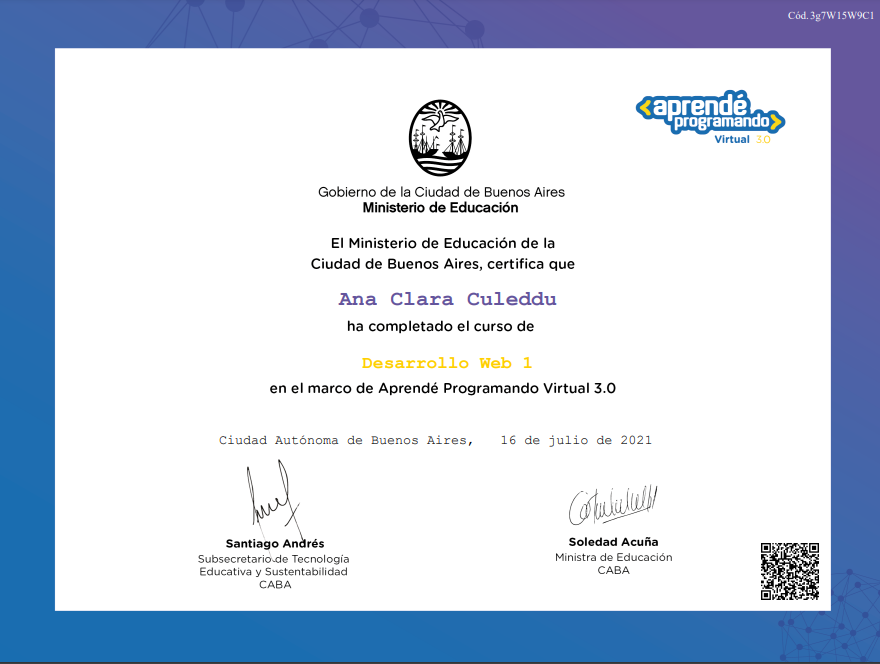 Cód. 3g7W15W9C1
<aprendé
programando>
Virtual 3.0
Gobierno de la Ciudad de Buenos Aires
Ministerio de Educación
El Ministerio de Educación de la
Ciudad de Buenos Aires, certifica que
Ana Clara Culeddu
ha completado el curso de
Desarrollo Web 1
en el marco de Aprendé Programando Virtual 3.0
Ciudad Autónoma de Buenos Aires, 16 de julio de 2021
Santiago Andrés
Subsecretario de Tecnología
Educativa y Sustentabilidad
CABA
Soledad Acuña
Ministra de Educación
CABA